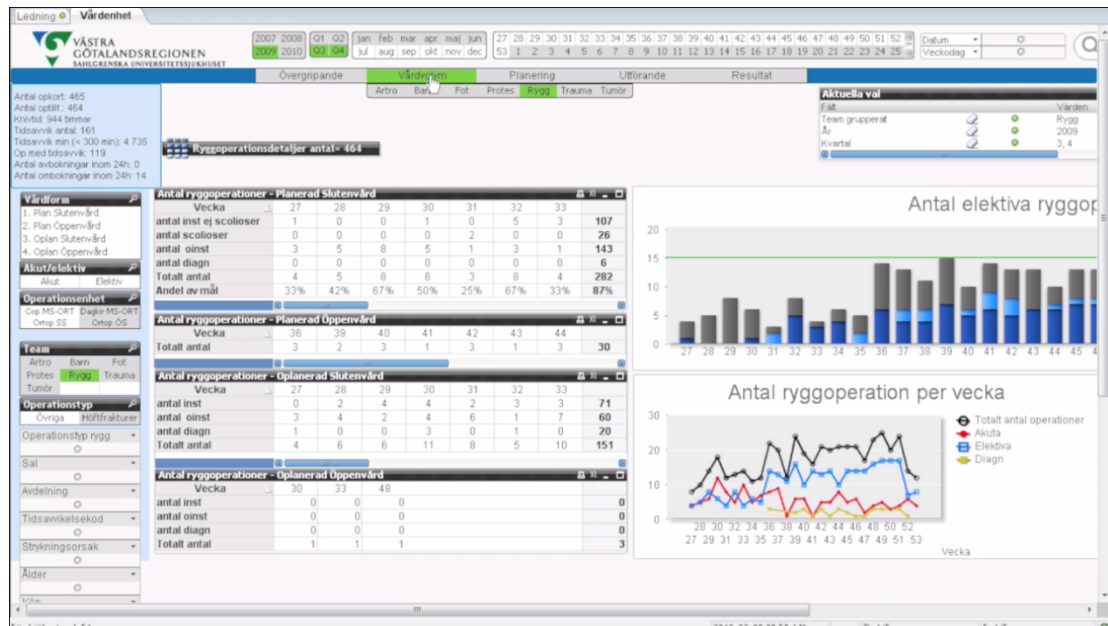 Ledning Vårdenhet
VÄSTRA
GÖTALANDSREGIONEN
SAHLGRENSKA UNIVERSITETSSJUKHUSET
2007 2008 Q1 Q2 jan feb mar apr maj jun 27 28 29 30 31 32 33 34 35 36 37 38 39 40 41 42 43 44 45 46 47 48 49 50 51 52 Datum
2009 2010 Q3 Q4 jul aug sep okt nov dec 53 1 2 3 4 5 6 7 8 9 10 11 12 13 14 15 16 17 18 19 20 21 22 23 24 25 Veckodag
Övergripande Vårdvolym Planering Utförande Resultat
Artro Barn Fot Protes Rygg Trauma Tumör
Antal opkort: 465
Antal optillf.: 464
Knivtid: 944 timmar
Tidsavvik antal: 161
Tidsavvik min (< 300 min): 4 735
Op med tidsavvik: 119
Antal avbokningar inom 24h: 0
Antal ombokningar inom 24h: 14
Aktuella val
Fält Värden
Team grupperat Rygg
År 2009
Kvartal 3, 4
Ryggoperationsdetaljer antal= 464
Vårdform
1. Plan Slutenvård
2. Plan Öppenvård
3. Oplan Slutenvård
4. Oplan Öppenvård
Akut/elektiv
Akut Elektiv
Operationsenhet
Cop MS-ORT Dagkir MS-ORT
Ortop SS Ortop ÖS
Team
Artro Barn Fot
Protes Rygg Trauma
Tumör
Operationstyp
Övriga Höftfrakturer
Operationstyp rygg
Sal
Avdelning
Tidsavvikelsekod
Strykningsorsak
Ålder
Kön
Antal ryggoperationer - Planerad Slutenvård
Vecka 27 28 29 30 31 32 33
antal inst ej scolioser 1 0 0 1 0 5 3 107
antal scolioser 0 0 0 0 2 0 0 26
antal oinst 3 5 8 5 1 3 1 143
antal diagn 0 0 0 0 0 0 0 6
Totalt antal 4 5 8 6 3 8 4 282
Andel av mål 33% 42% 67% 50% 25% 67% 33% 87%
Antal ryggoperationer - Planerad Öppenvård
Vecka 36 39 40 41 42 43 44
Totalt antal 3 2 3 1 3 1 3 30
Antal ryggoperationer - Oplanerad Slutenvård
Vecka 27 28 29 30 31 32 33
antal inst 0 2 4 4 2 3 3 71
antal oinst 3 4 2 4 6 1 7 60
antal diagn 1 0 0 3 0 1 0 20
Totalt antal 4 6 6 11 8 5 10 151
Antal ryggoperationer - Oplanerad Öppenvård
Vecka 30 33 48
antal inst 0 0 0 0
antal oinst 0 0 0 0
antal diagn 0 0 0 0
Totalt antal 1 1 1 3
Antal elektiva ryggop
20
15
10
5
0
27 28 29 30 31 32 33 34 35 36 37 38 39 40 41 42 43 44 45 4
Antal ryggoperation per vecka
30
20
10
0
28 30 32 34 36 38 40 42 44 46 48 50 52
27 29 31 33 35 37 39 41 43 45 47 49 51 53
Vecka
Totalt antal operationer
Akuta
Elektiva
Diagn